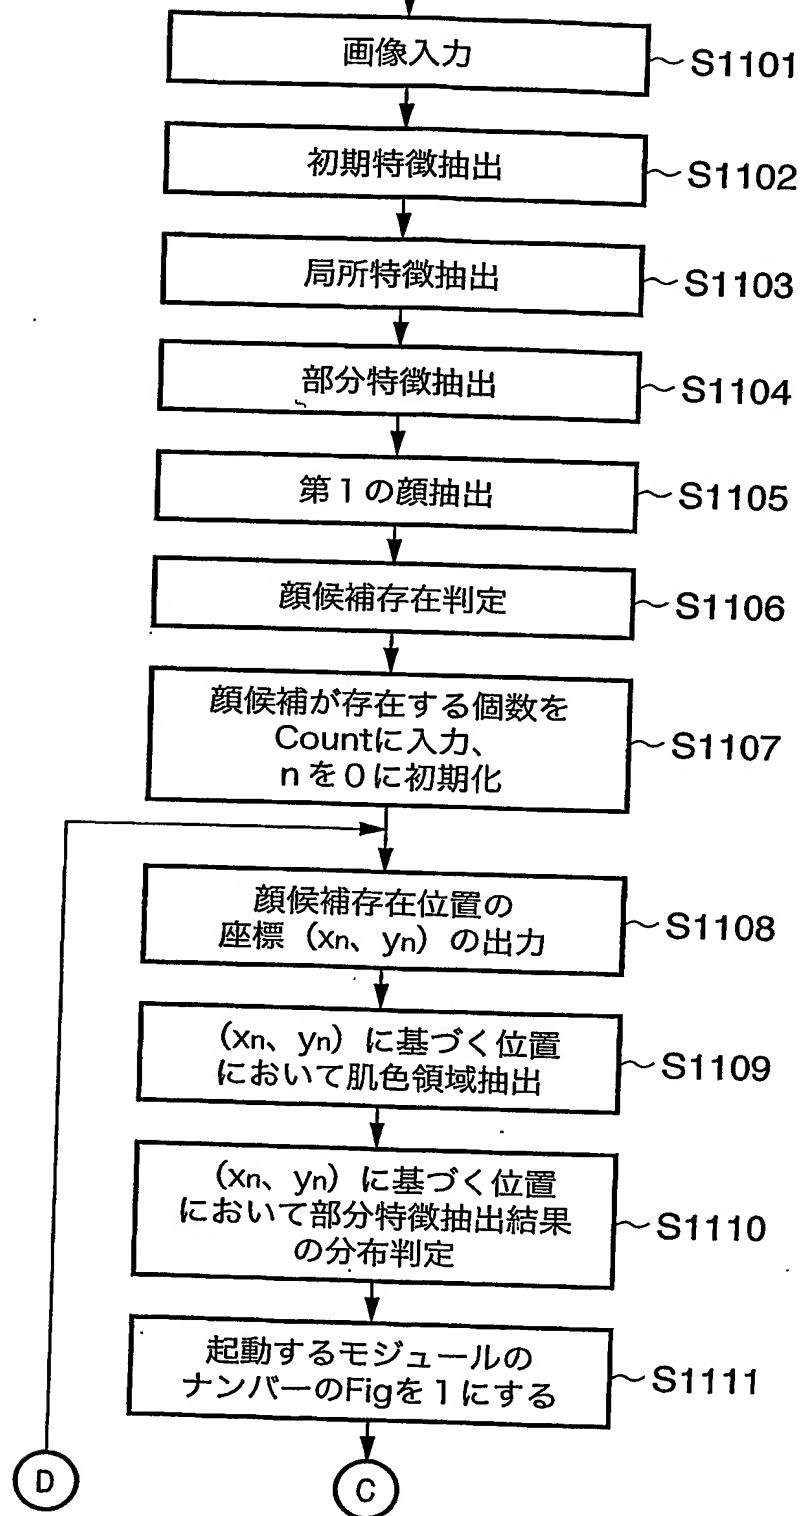 画像入力
S1101
初期特徴抽出
S1102
局所特徴抽出
S1103
部分特徴抽出
S1104
第1の顔抽出
S1105
顔候補存在判定
S1106
顔候補が存在する個数を
Countに入力、
nを0に初期化
S1107
顔候補存在位置の
座標（xn、yn）の出力
S1108
（xn、yn）に基づく位置
において肌色領域抽出
S1109
（xn、yn）に基づく位置
において部分特徴抽出結果
の分布判定
S1110
起動するモジュールの
ナンバーのFigを1にする
S1111
D
C